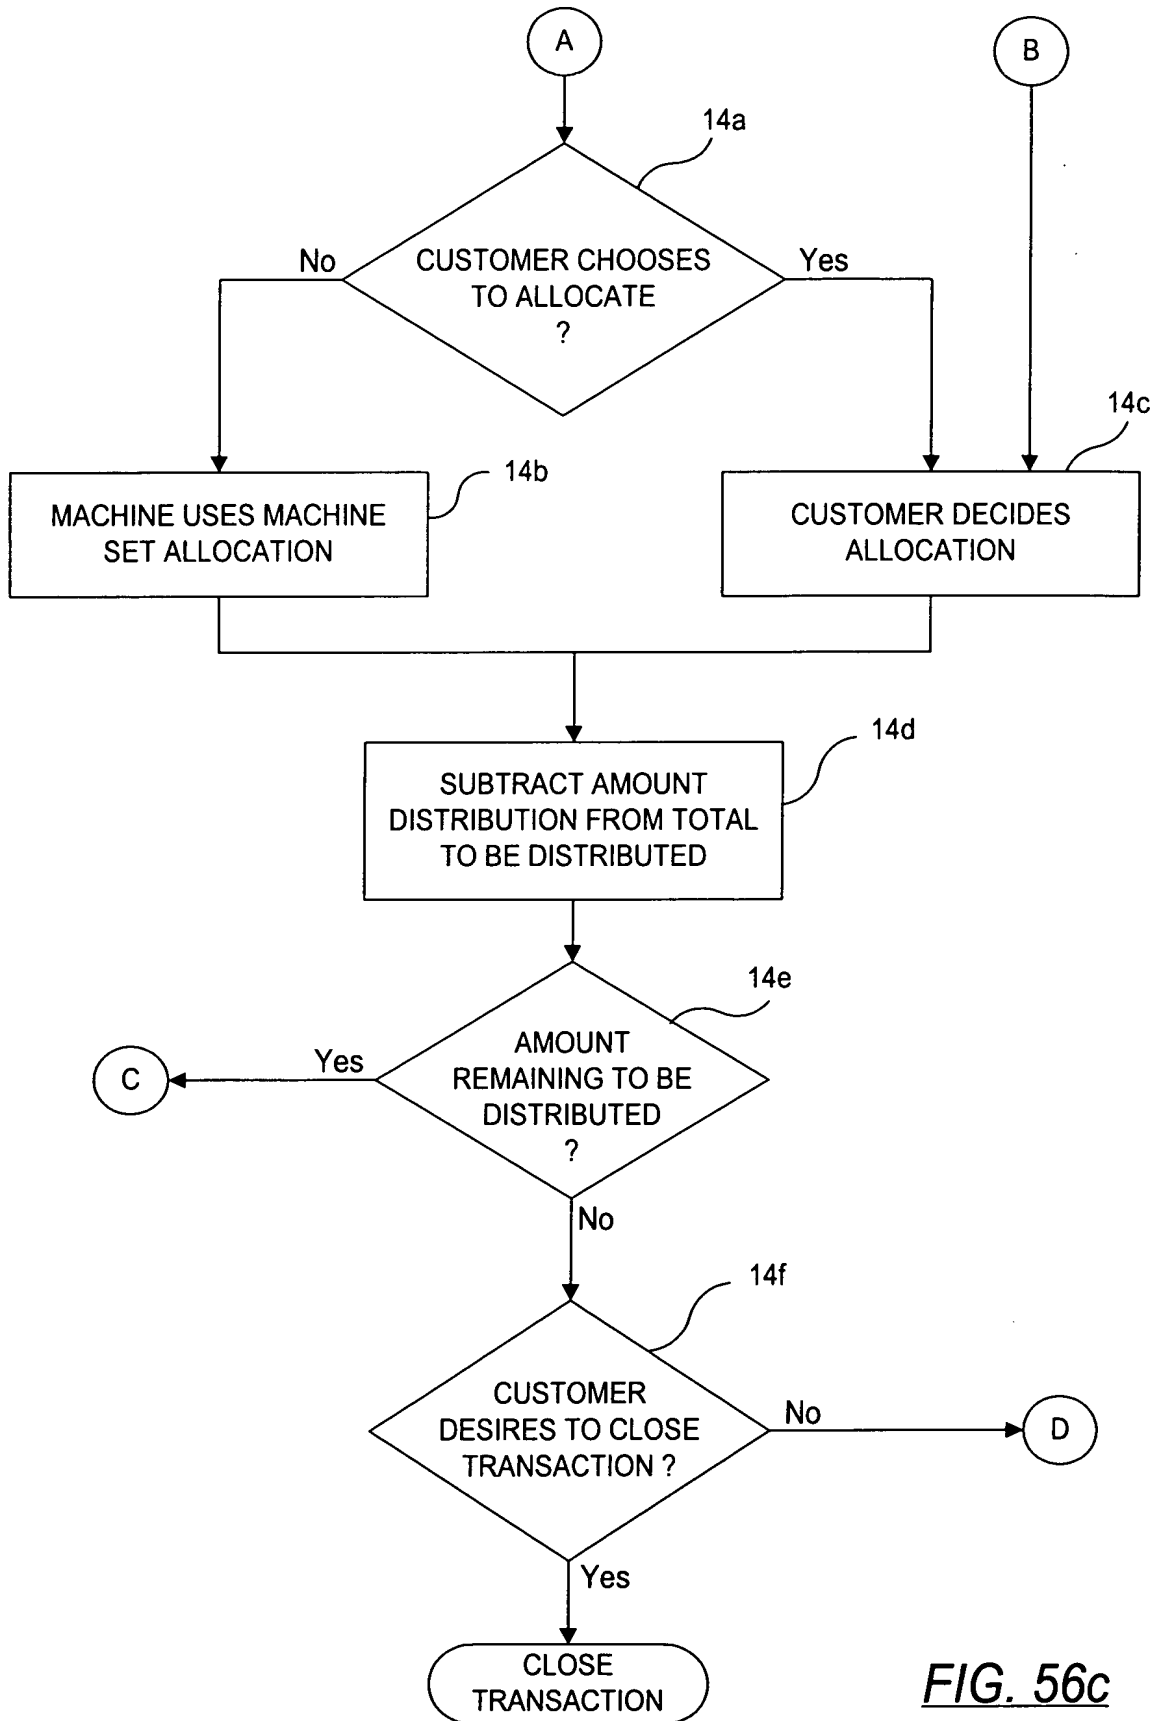 A
B
14a
No
CUSTOMER CHOOSES
TO ALLOCATE
?
Yes
14c
14b
MACHINE USES MACHINE
SET ALLOCATION
CUSTOMER DECIDES
ALLOCATION
14d
SUBTRACT AMOUNT
DISTRIBUTION FROM TOTAL
TO BE DISTRIBUTED
14e
C
Yes
AMOUNT
REMAINING TO BE
DISTRIBUTED
?
No
14f
CUSTOMER
DESIRES TO CLOSE
TRANSACTION ?
No
D
Yes
CLOSE
TRANSACTION
FIG. 56c